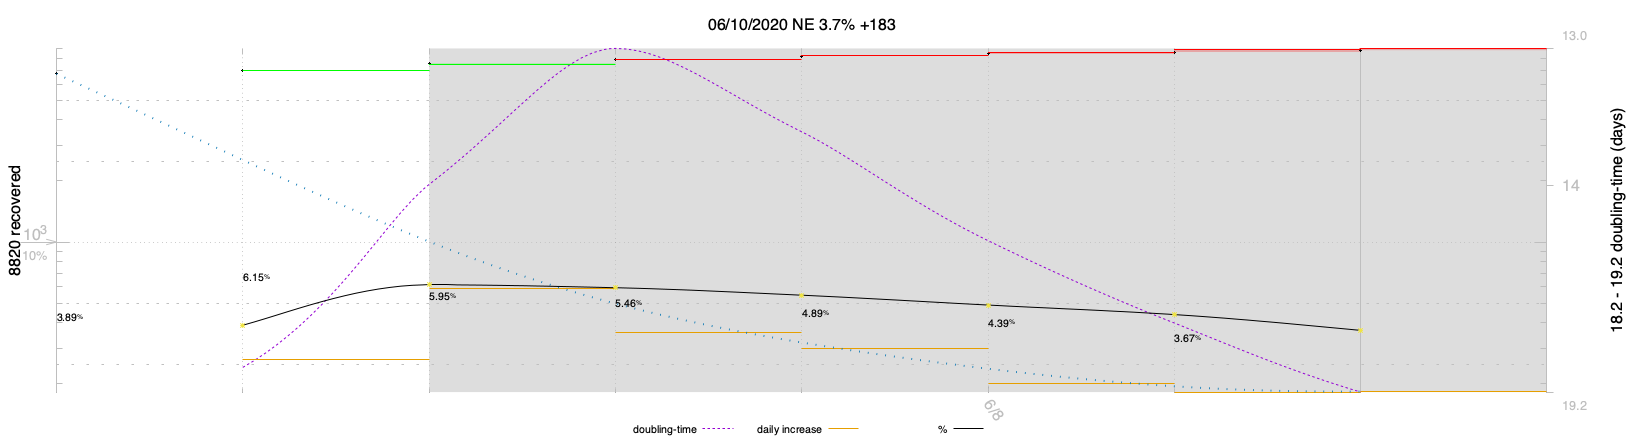 06/10/2020 NE 3.7% +183
13.0
14
19.2
18.2 - 19.2 doubling-time (days)
8820 recovered
10³
10%
3.89%
6.15%
5.95%
5.46%
4.89%
4.39%
3.67%
6/8
doubling-time
daily increase
%